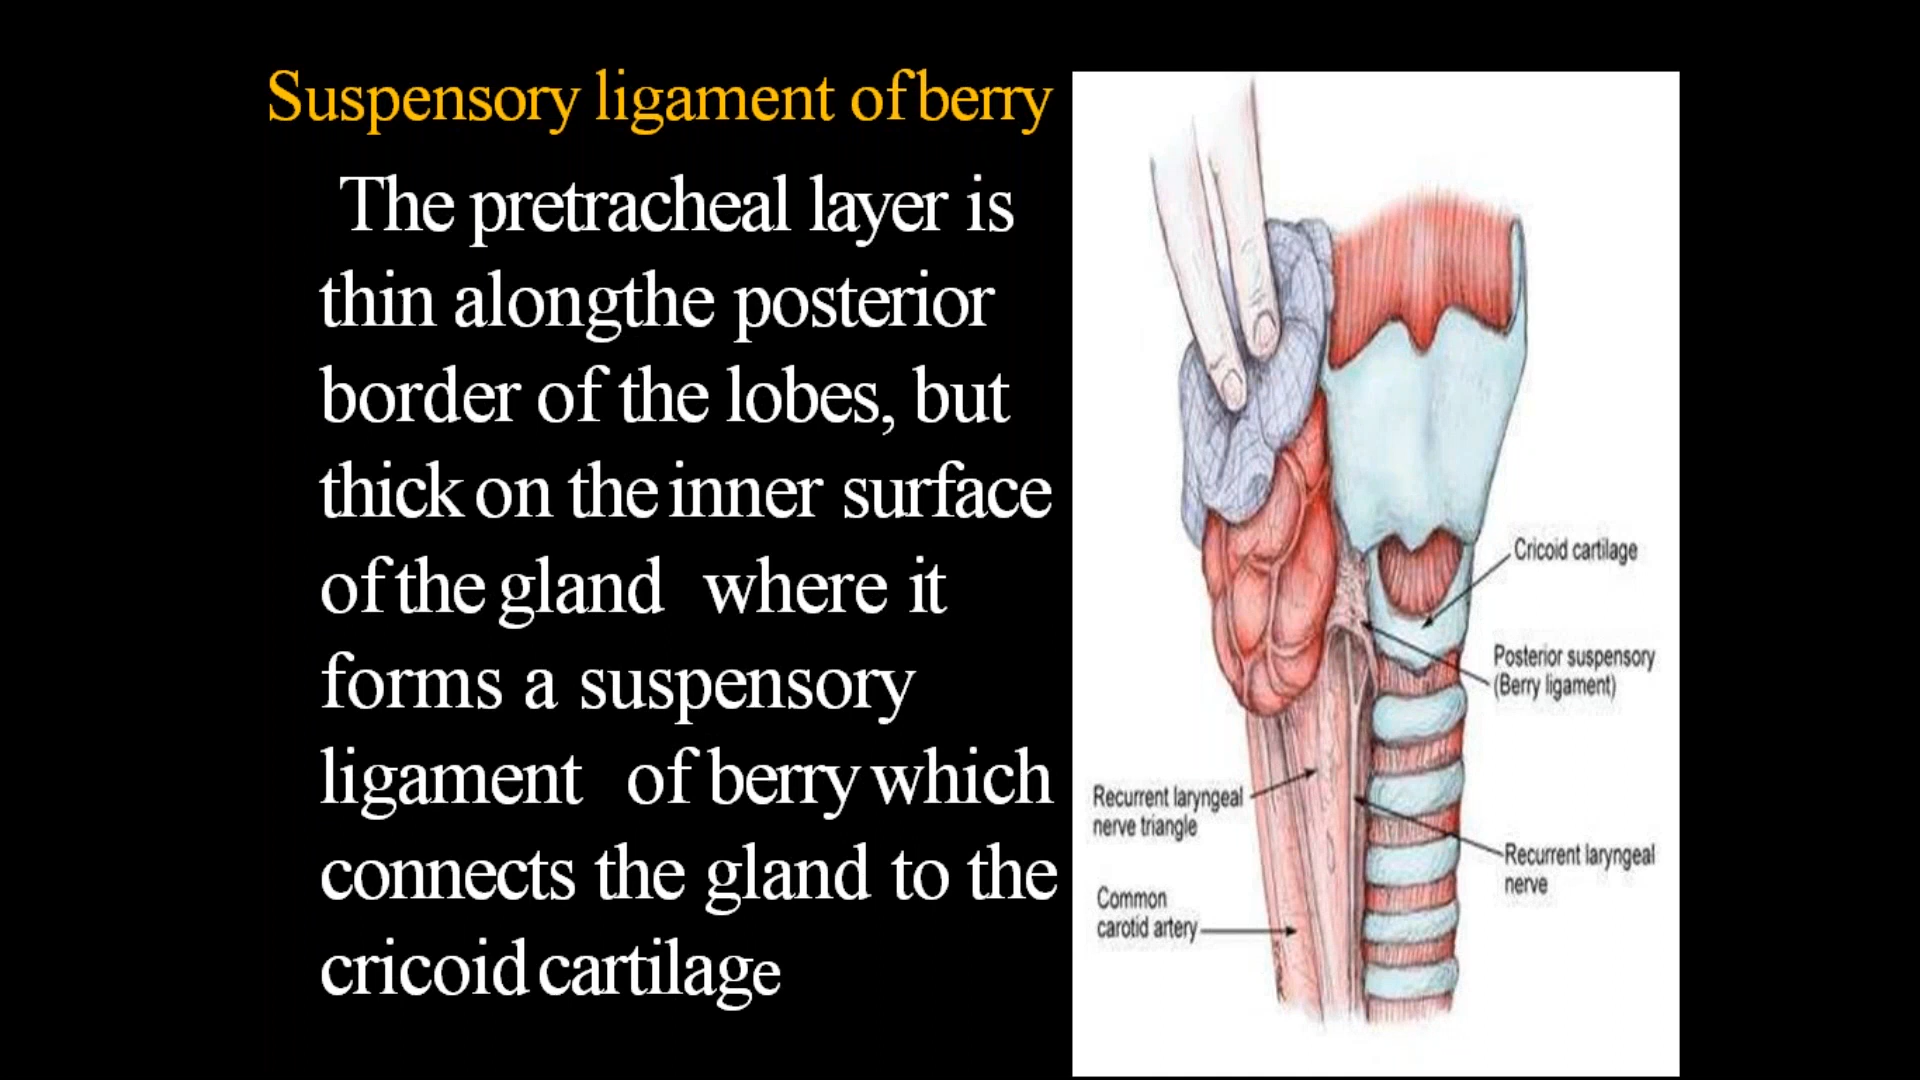 Suspensory ligament of berry
The pretracheal layer is
thin alongthe posterior
border of the lobes, but
thick on the inner surface
of the gland where it
forms a suspensory
ligament of berry which
connects the gland to the
cricoid cartilage
Cricoid cartilage
Posterior suspensory
(Berry ligament)
Recurrent laryngeal
nerve triangle
Recurrent laryngeal
nerve
Common
carotid artery